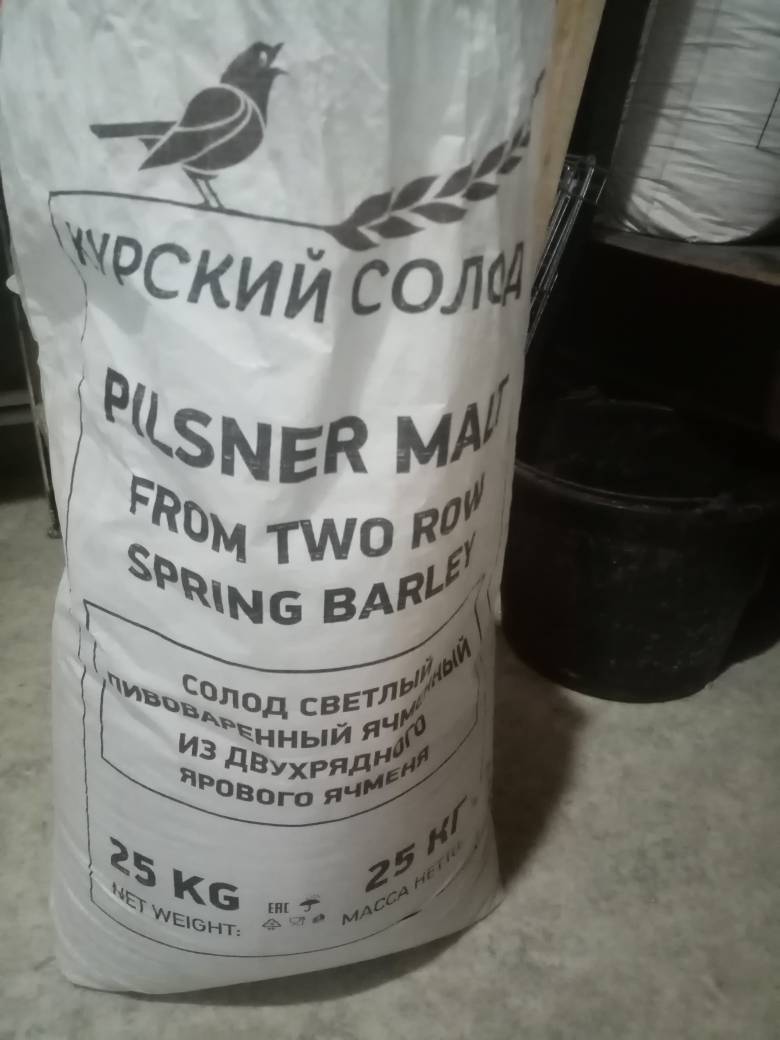 КУРСКИЙ СОЛОД
PILSNER MALT
FROM TWO ROW
SPRING BARLEY
СОЛОД СВЕТЛЫЙ
ПИВОВАРЕННЫЙ ЯЧМЕННЫЙ
ИЗ ДВУХРЯДНОГО
ЯРОВОГО ЯЧМЕНЯ
25 KG
NET WEIGHT:
EAC
25 КГ
МАССА НЕТТО: